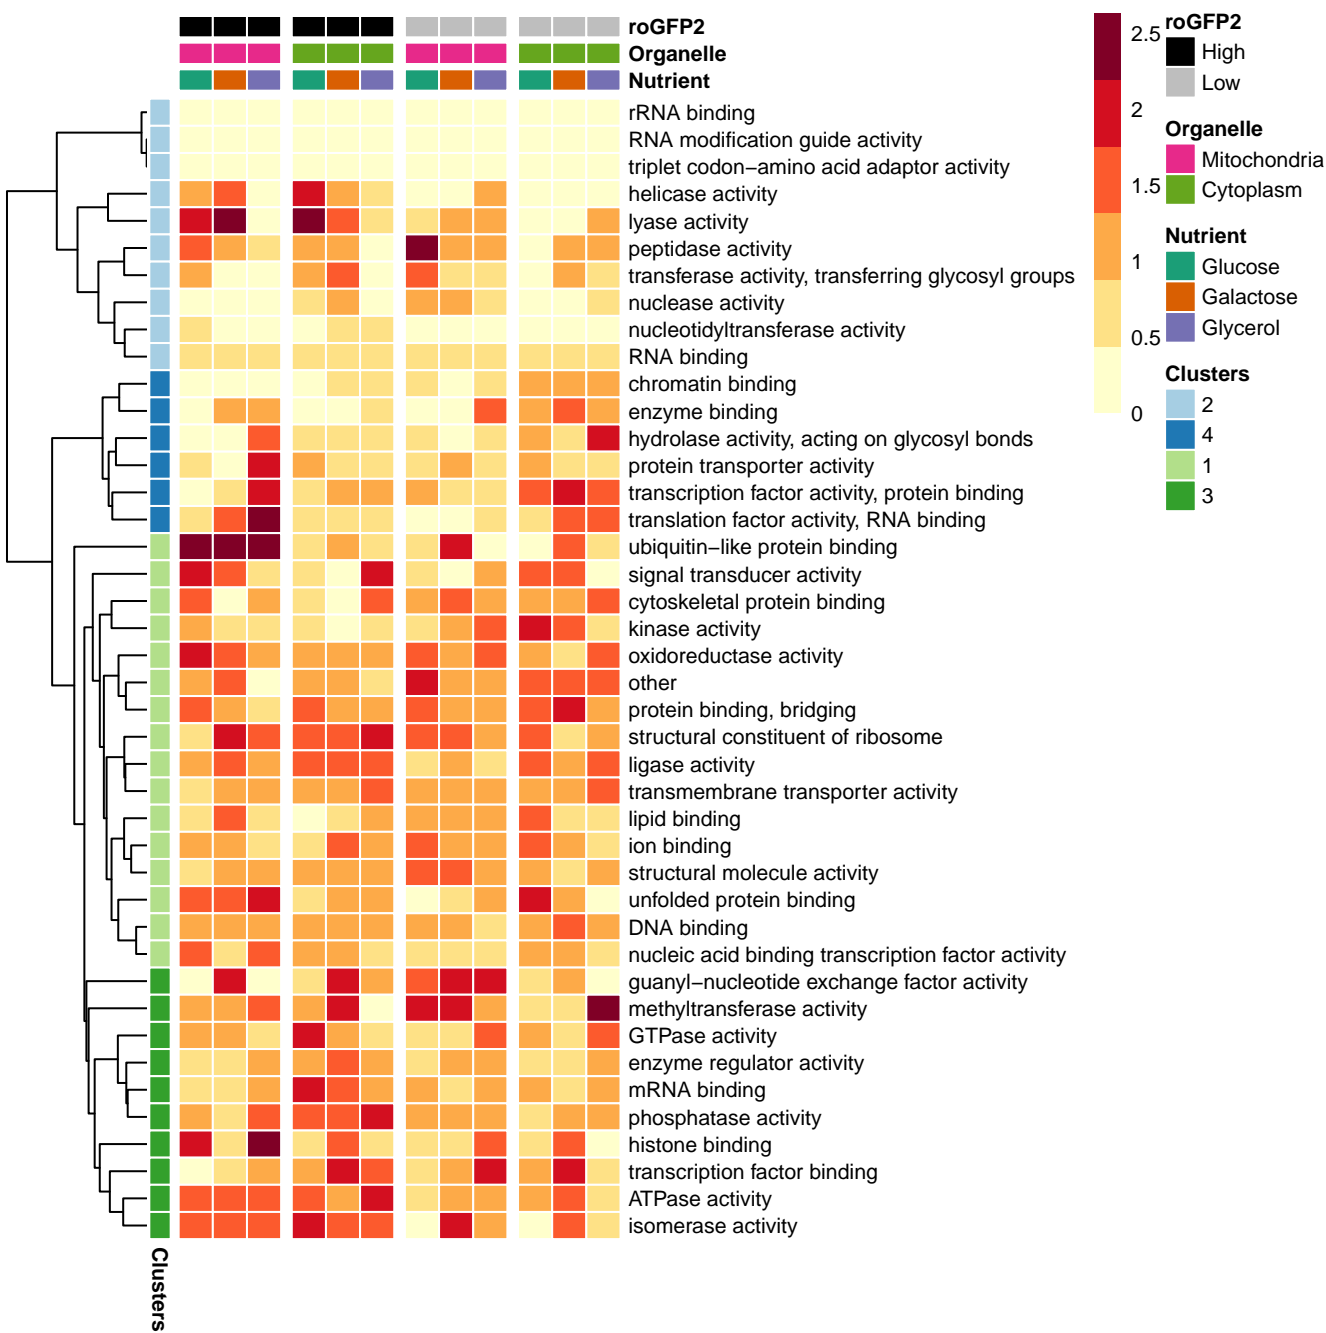 roGFP2
Organelle
Nutrient
rRNA binding
RNA modification guide activity
triplet codon−amino acid adaptor activity
helicase activity
lyase activity
peptidase activity
transferase activity, transferring glycosyl groups
nuclease activity
nucleotidyltransferase activity
RNA binding
chromatin binding
enzyme binding
hydrolase activity, acting on glycosyl bonds
protein transporter activity
transcription factor activity, protein binding
translation factor activity, RNA binding
ubiquitin−like protein binding
signal transducer activity
cytoskeletal protein binding
kinase activity
oxidoreductase activity
other
protein binding, bridging
structural constituent of ribosome
ligase activity
transmembrane transporter activity
lipid binding
ion binding
structural molecule activity
unfolded protein binding
DNA binding
nucleic acid binding transcription factor activity
guanyl−nucleotide exchange factor activity
methyltransferase activity
GTPase activity
enzyme regulator activity
mRNA binding
phosphatase activity
histone binding
transcription factor binding
ATPase activity
isomerase activity
Clusters
2.5
2
1.5
1
0.5
0
roGFP2
High
Low
Organelle
Mitochondria
Cytoplasm
Nutrient
Glucose
Galactose
Glycerol
Clusters
2
4
1
3